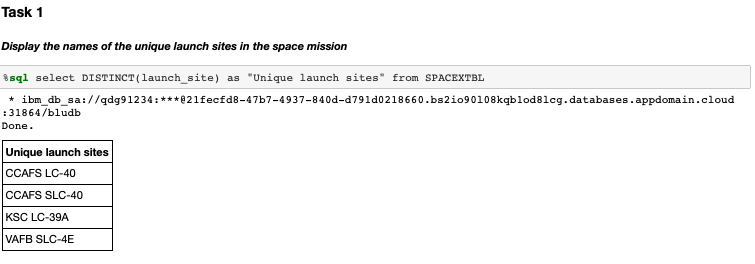 Task 1
Display the names of the unique launch sites in the space mission
%sql select DISTINCT(launch_site) as "Unique launch sites" from SPACEXTBL
* ibm_db_sa://qdg91234:***@21fecfd8-47b7-4937-840d-d791d0218660.bs2io90l08kqb1od8lcg.databases.appdomain.cloud
:31864/bludb
Done.
Unique launch sites
CCAFS LC-40
CCAFS SLC-40
KSC LC-39A
VAFB SLC-4E